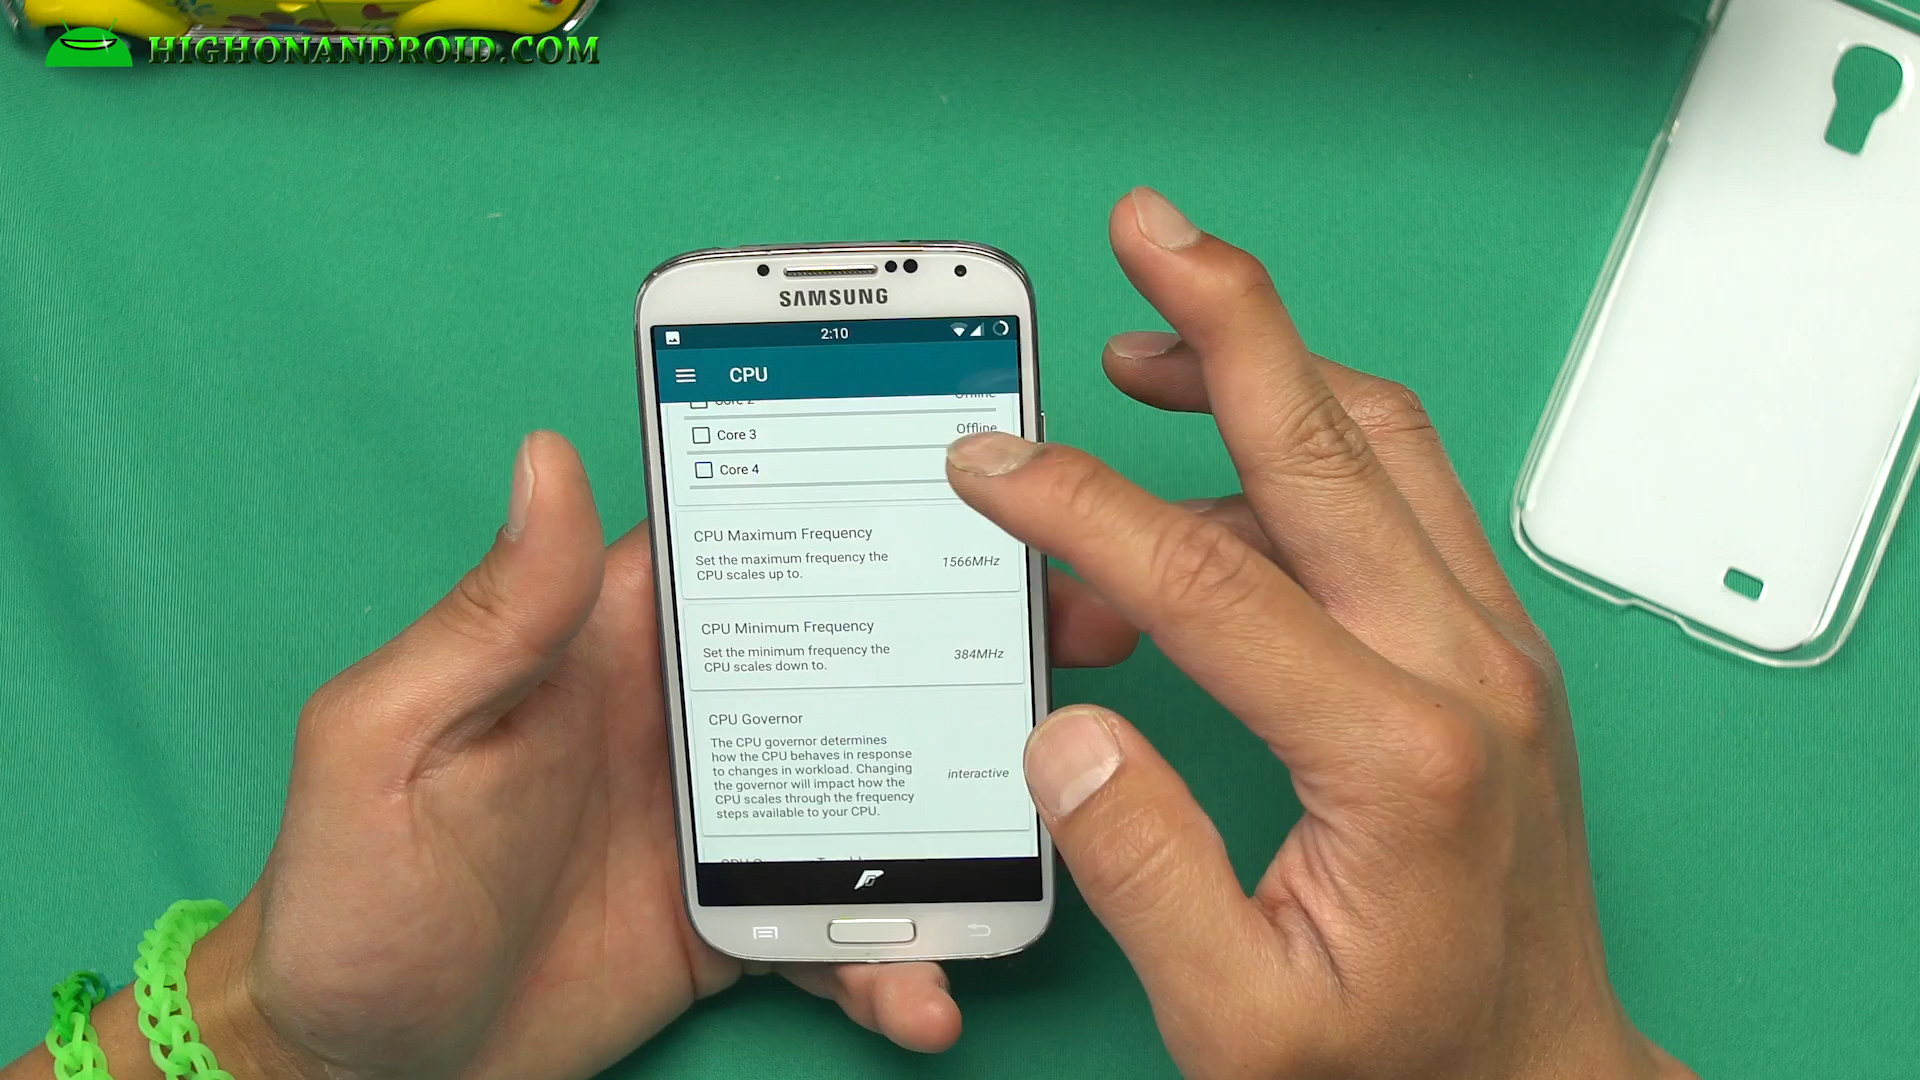 HIGHONANDROID.COM
SAMSUNG
2:10
CPU
Core 2 Offline
Core 3 Offline
Core 4
CPU Maximum Frequency
Set the maximum frequency the
CPU scales up to.
1566MHz
CPU Minimum Frequency
Set the minimum frequency the
CPU scales down to.
384MHz
CPU Governor
The CPU governor determines
how the CPU behaves in response
to changes in workload. Changing
the governor will impact how the
CPU scales through the frequency
steps available to your CPU.
interactive